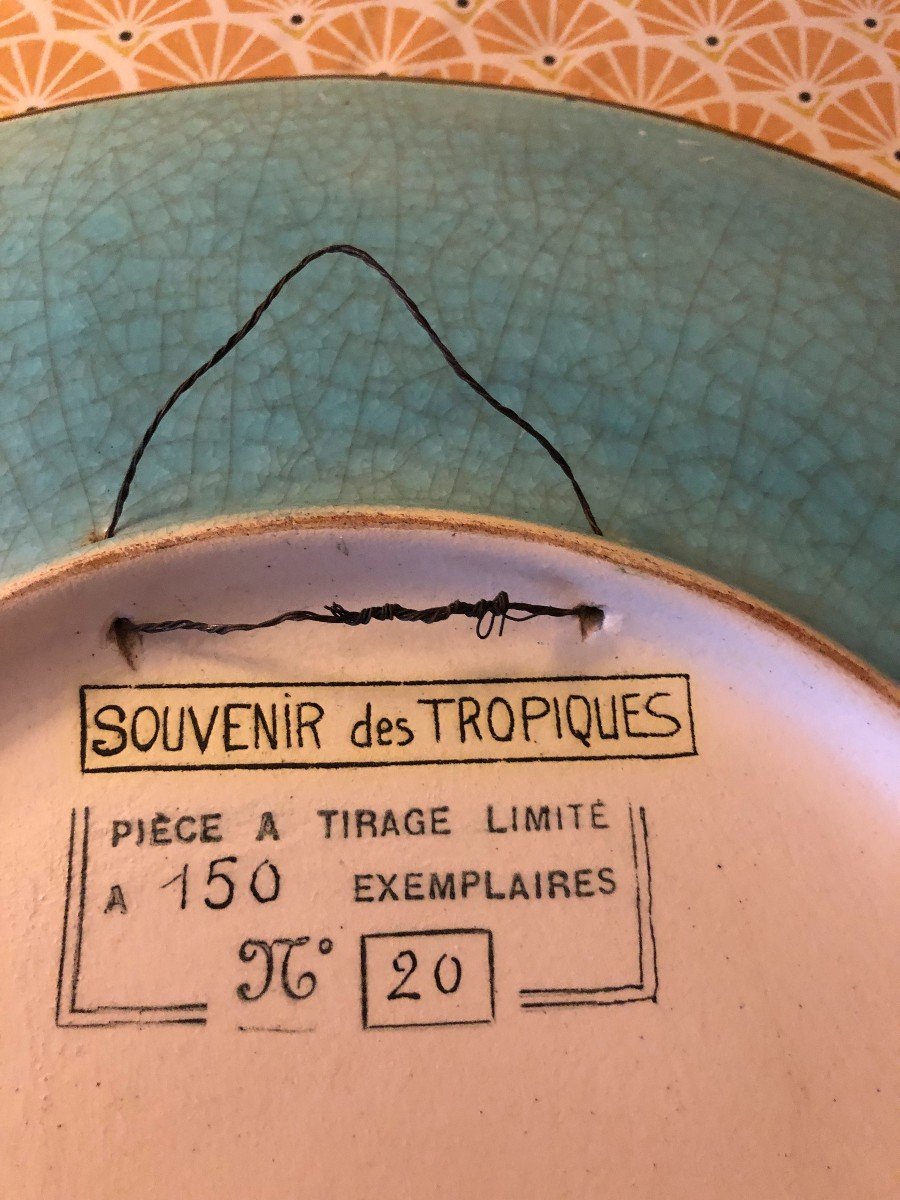 SOUVENIR des TROPIQUES
PIÈCE A TIRAGE LIMITÉ
A 150 EXEMPLAIRES
N° 20